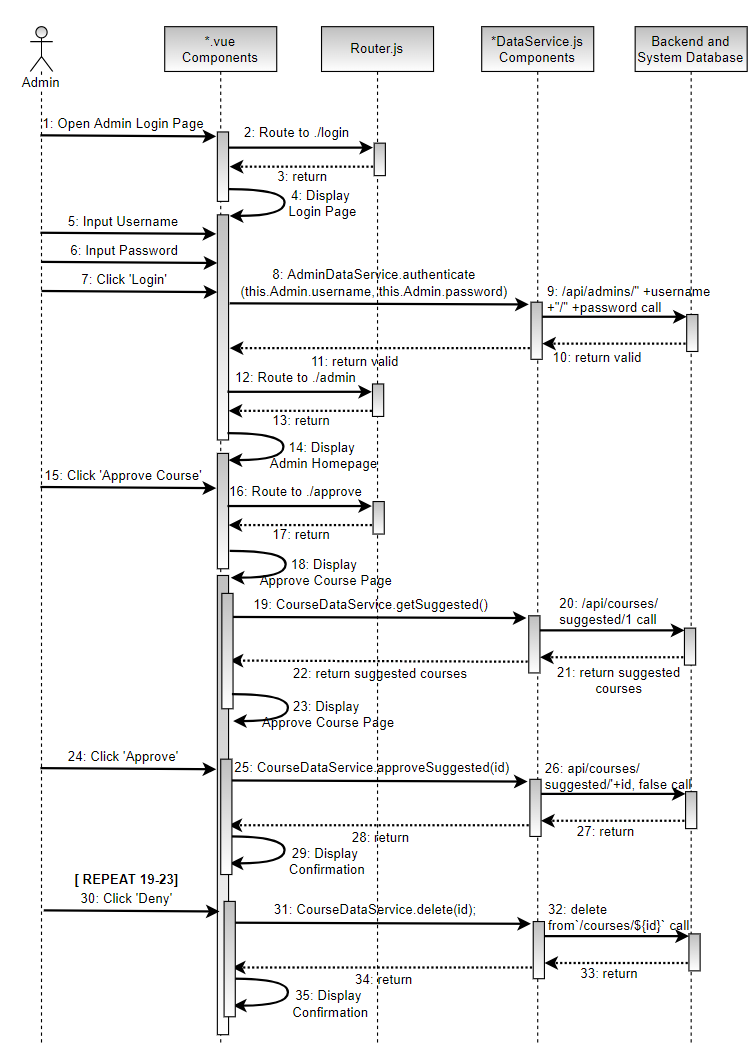 *.vue
Components
Router.js
*DataService.js
Components
Backend and
System Database
Admin
1: Open Admin Login Page
2: Route to ./login
3: return
4: Display
Login Page
5: Input Username
6: Input Password
7: Click 'Login'
8: AdminDataService.authenticate
(this.Admin.username, this.Admin.password)
9: /api/admins/" +username
+"/" +password call
10: return valid
11: return valid
12: Route to ./admin
13: return
14: Display
Admin Homepage
15: Click 'Approve Course'
16: Route to ./approve
17: return
18: Display
Approve Course Page
19: CourseDataService.getSuggested()
20: /api/courses/
suggested/1 call
21: return suggested
courses
22: return suggested courses
23: Display
Approve Course Page
24: Click 'Approve'
25: CourseDataService.approveSuggested(id)
26: api/courses/
suggested/'+id, false call
27: return
28: return
29: Display
Confirmation
[ REPEAT 19-23]
30: Click 'Deny'
31: CourseDataService.delete(id);
32: delete
from`/courses/${id}` call
33: return
34: return
35: Display
Confirmation